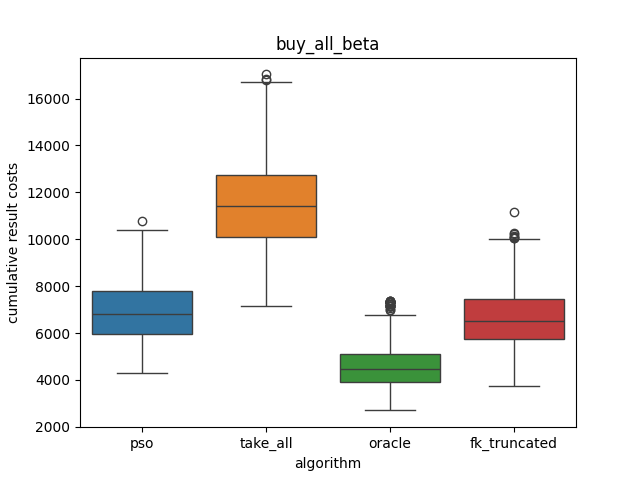 buy_all_beta
cumulative result costs
16000
14000
12000
10000
8000
6000
4000
2000
pso take_all oracle fk_truncated
algorithm